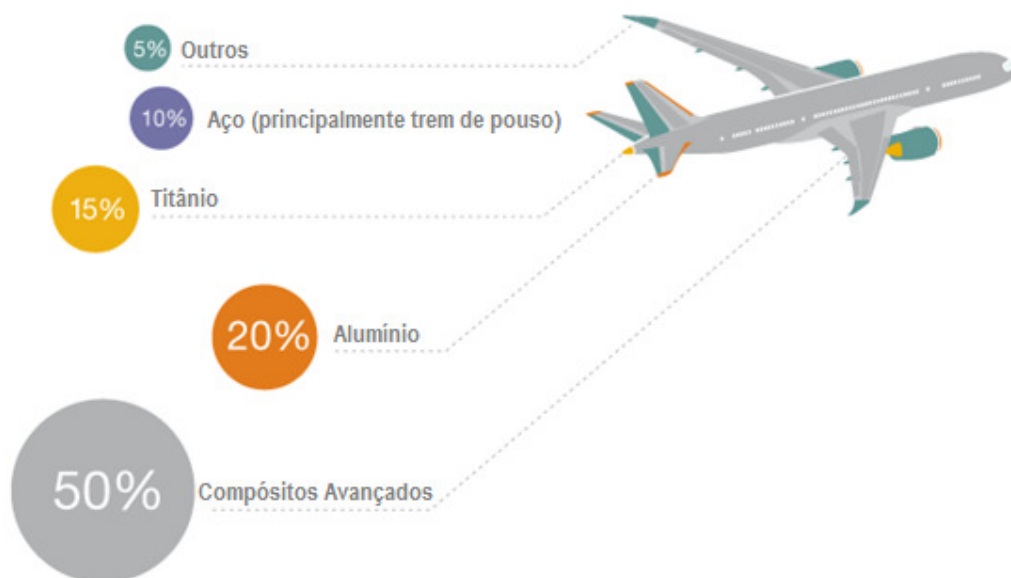 5% Outros
10% Aço (principalmente trem de pouso)
15% Titânio
20% Alumínio
50% Compósitos Avançados